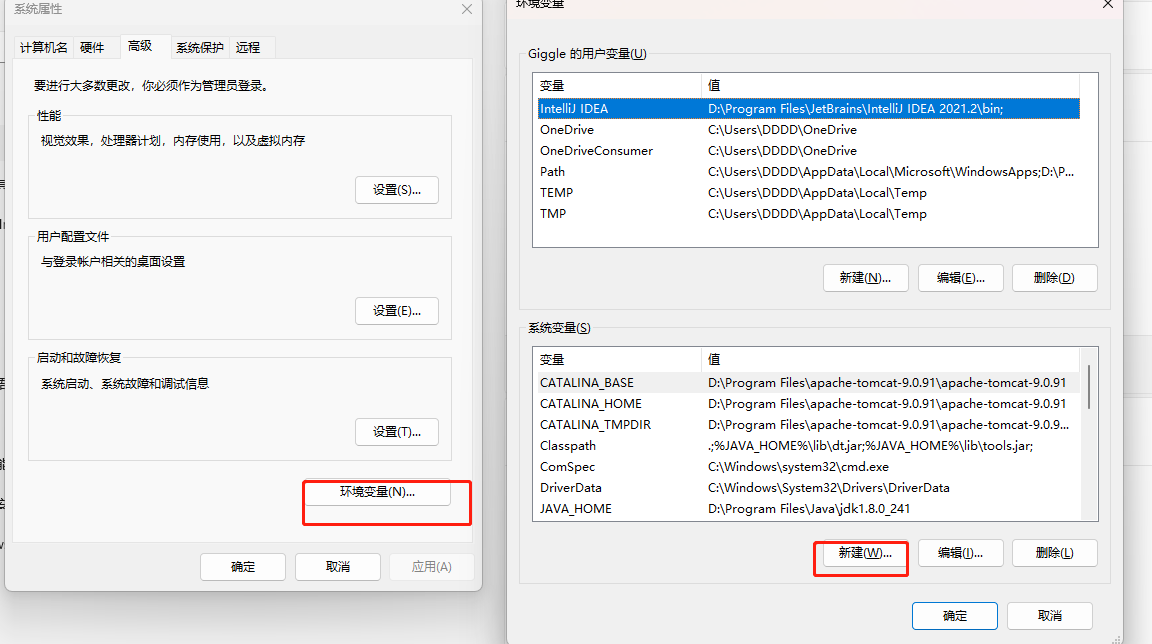 系统属性
计算机名 硬件 高级 系统保护 远程
要进行大多数更改，你必须作为管理员登录。
性能
视觉效果，处理器计划，内存使用，以及虚拟内存
设置(S)...
用户配置文件
与登录帐户相关的桌面设置
设置(E)...
启动和故障恢复
系统启动、系统故障和调试信息
设置(T)...
环境变量(N)...
确定 取消 应用(A)
环境变量
Giggle 的用户变量(U)
变量 值
IntelliJ IDEA D:\Program Files\JetBrains\IntelliJ IDEA 2021.2\bin;
OneDrive C:\Users\DDDD\OneDrive
OneDriveConsumer C:\Users\DDDD\OneDrive
Path C:\Users\DDDD\AppData\Local\Microsoft\WindowsApps;D:\P...
TEMP C:\Users\DDDD\AppData\Local\Temp
TMP C:\Users\DDDD\AppData\Local\Temp
新建(N)... 编辑(E)... 删除(D)
系统变量(S)
变量 值
CATALINA_BASE D:\Program Files\apache-tomcat-9.0.91\apache-tomcat-9.0.91
CATALINA_HOME D:\Program Files\apache-tomcat-9.0.91\apache-tomcat-9.0.91
CATALINA_TMPDIR D:\Program Files\apache-tomcat-9.0.91\apache-tomcat-9.0.9...
Classpath .;%JAVA_HOME%\lib\dt.jar;%JAVA_HOME%\lib\tools.jar;
ComSpec C:\Windows\system32\cmd.exe
DriverData C:\Windows\System32\Drivers\DriverData
JAVA_HOME D:\Program Files\Java\jdk1.8.0_241
新建(W)... 编辑(I)... 删除(L)
确定 取消